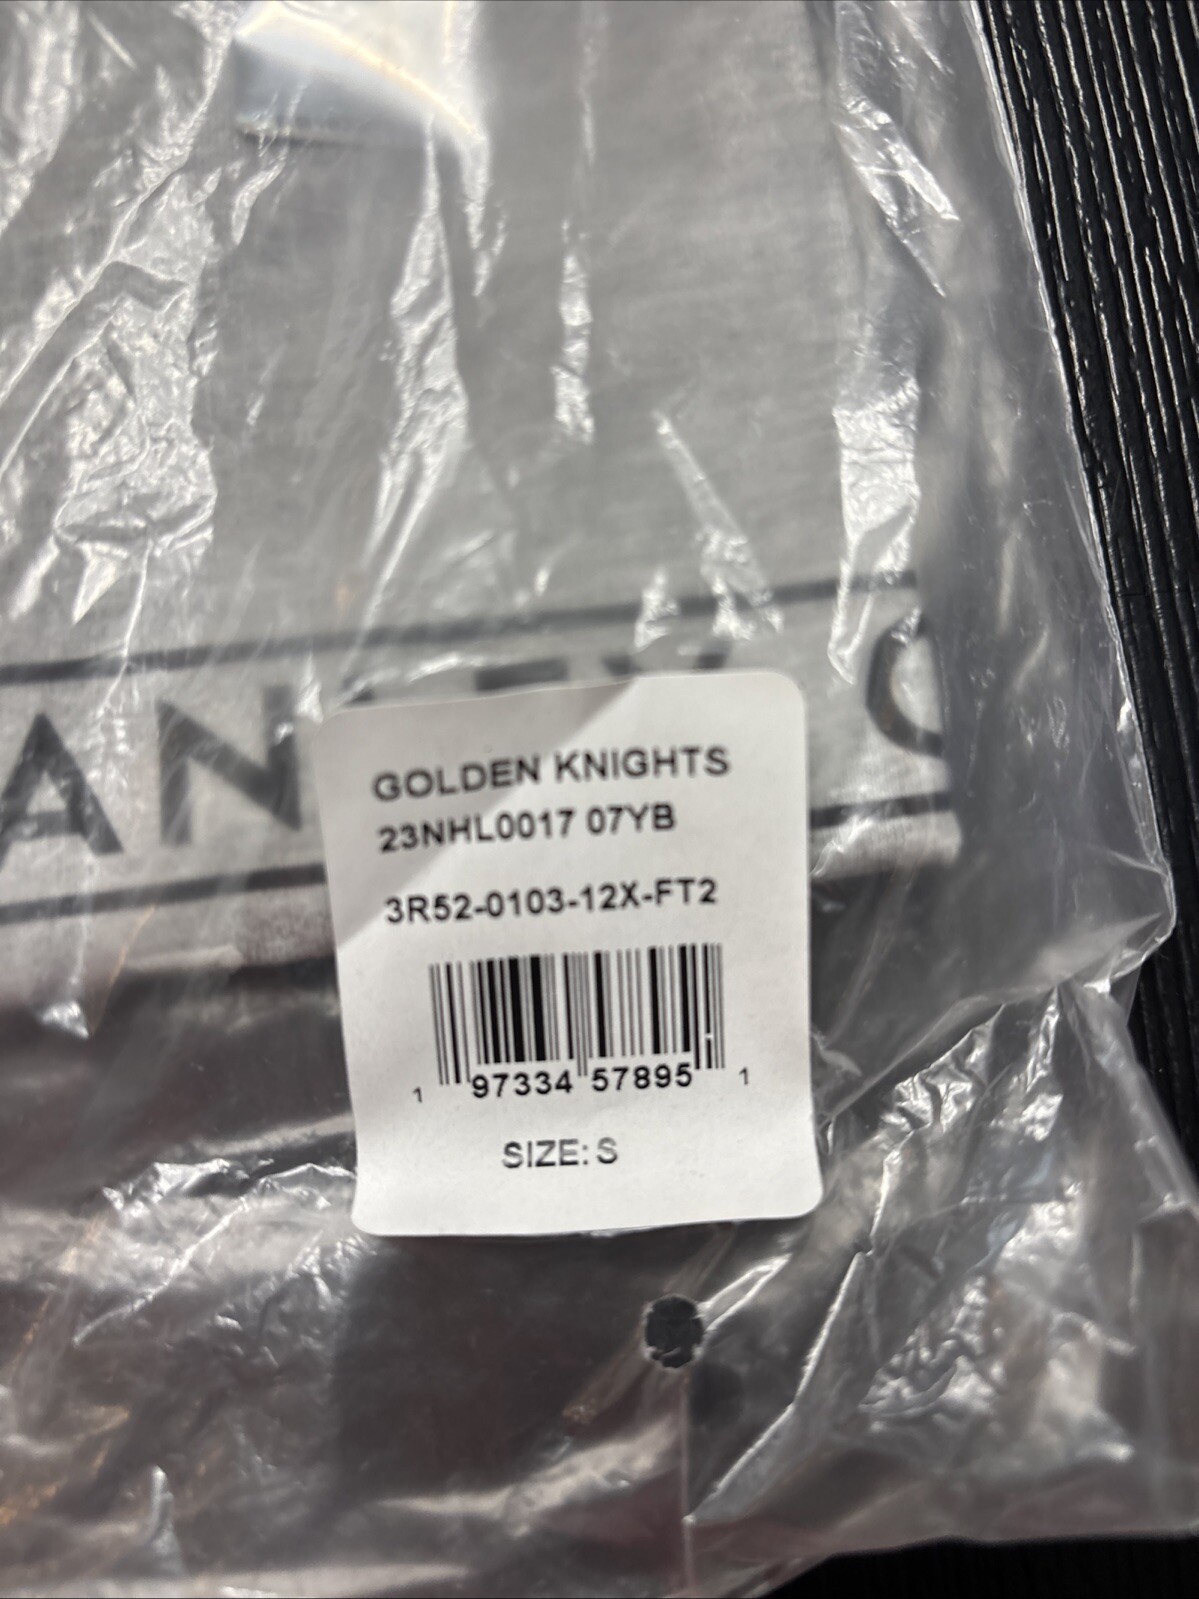 GOLDEN KNIGHTS
23NHL0017 07YB
3R52-0103-12X-FT2
1 97334 57895 1
SIZE: S